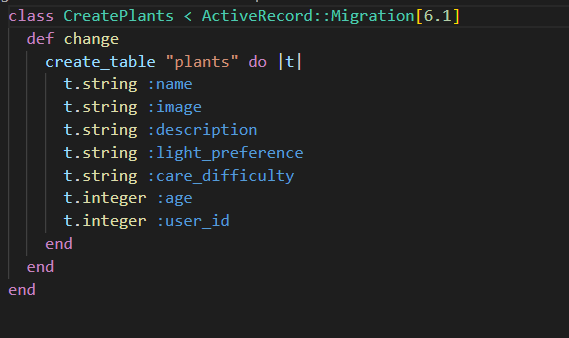 class CreatePlants < ActiveRecord::Migration[6.1]
  def change
    create_table "plants" do |t|
      t.string :name
      t.string :image
      t.string :description
      t.string :light_preference
      t.string :care_difficulty
      t.integer :age
      t.integer :user_id
    end
  end
end